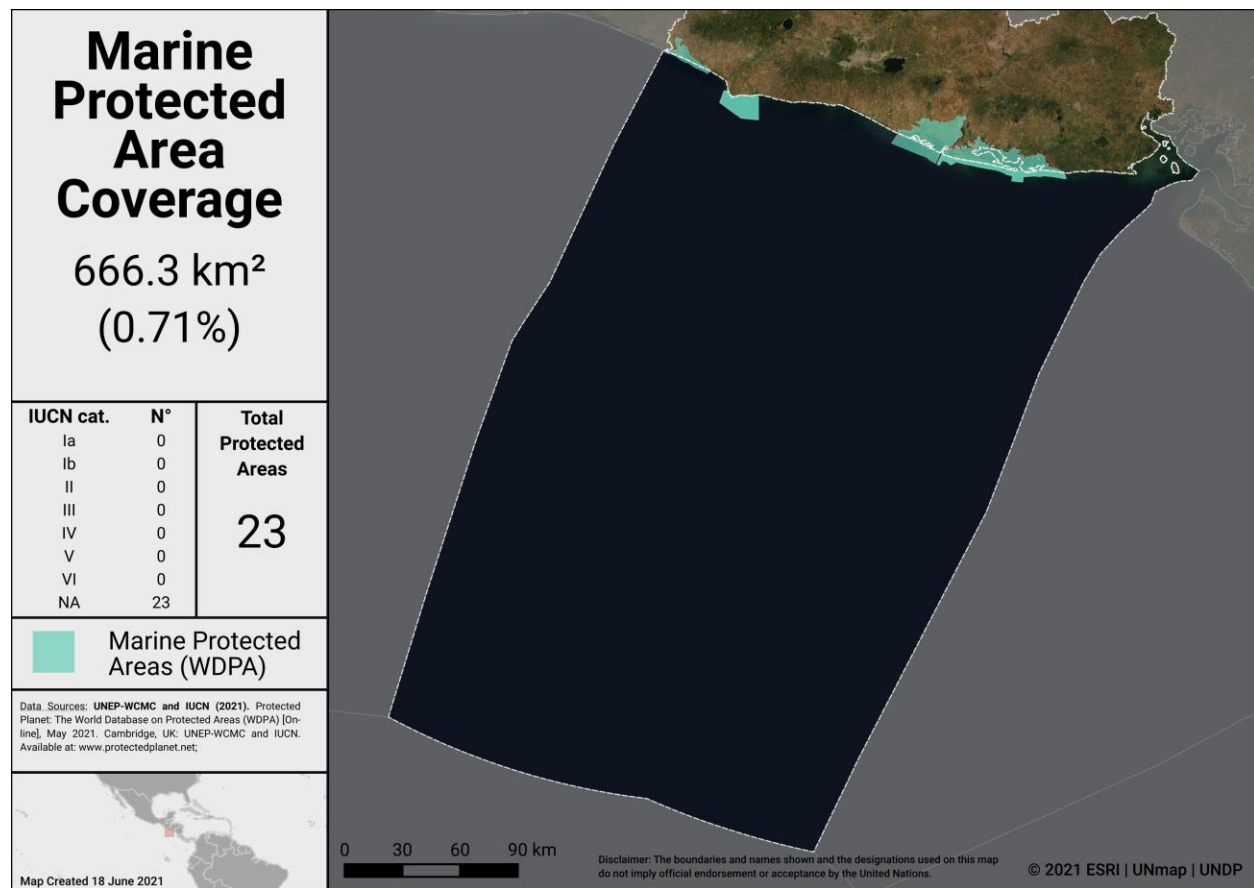 Marine
Protected
Area
Coverage
666.3 km²
(0.71%)
IUCN cat. N°
Ia 0
Ib 0
II 0
III 0
IV 0
V 0
VI 0
NA 23
Total
Protected
Areas
23
Marine Protected
Areas (WDPA)
Data Sources: UNEP-WCMC and IUCN (2021). Protected
Planet: The World Database on Protected Areas (WDPA) [On-
line], May 2021. Cambridge, UK: UNEP-WCMC and IUCN.
Available at: www.protectedplanet.net;
Map Created 18 June 2021
0 30 60 90 km
Disclaimer: The boundaries and names shown and the designations used on this map
do not imply official endorsement or acceptance by the United Nations.
© 2021 ESRI | UNmap | UNDP